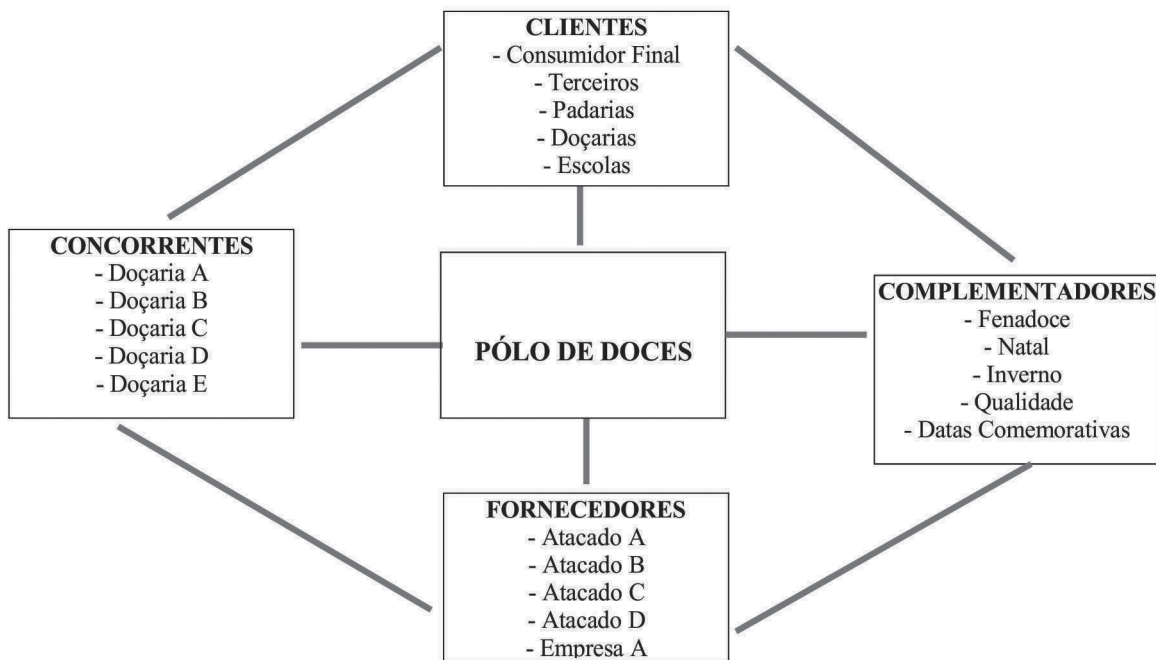 CLIENTES
- Consumidor Final
- Terceiros
- Padarias
- Doçarias
- Escolas
CONCORRENTES
- Doçaria A
- Doçaria B
- Doçaria C
- Doçaria D
- Doçaria E
PÓLO DE DOCES
COMPLEMENTADORES
- Fenadoce
- Natal
- Inverno
- Qualidade
- Datas Comemorativas
FORNECEDORES
- Atacado A
- Atacado B
- Atacado C
- Atacado D
- Empresa A